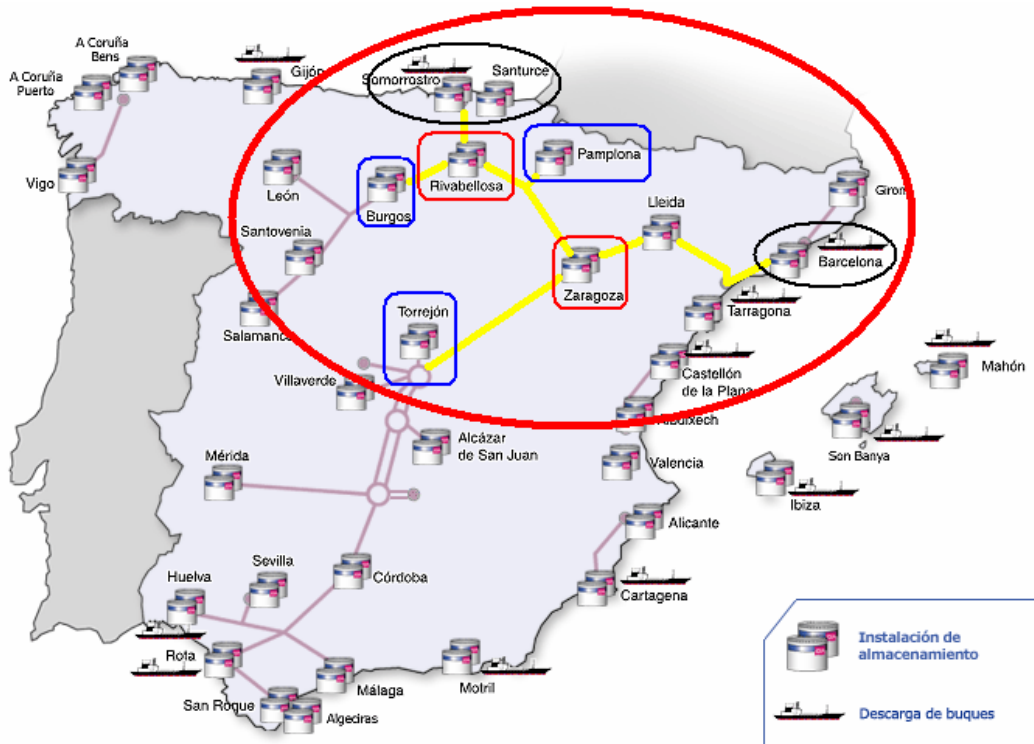 A Coruña
Bens
A Coruña
Puerto
Gijón
Somorrostro
Santurce
Vigo
León
Burgos
Rivabellosa
Pamplona
Lleida
Santovenia
Zaragoza
Barcelona
Tarragona
Salamanca
Torrejón
Villaverde
Castellón
de la Plana
Mahón
Alcázar
de San Juan
Valencia
Son Banya
Mérida
Ibiza
Alicante
Sevilla
Huelva
Córdoba
Cartagena
Rota
San Roque
Málaga
Motril
Algeciras
Instalación de
almacenamiento
Descarga de buques